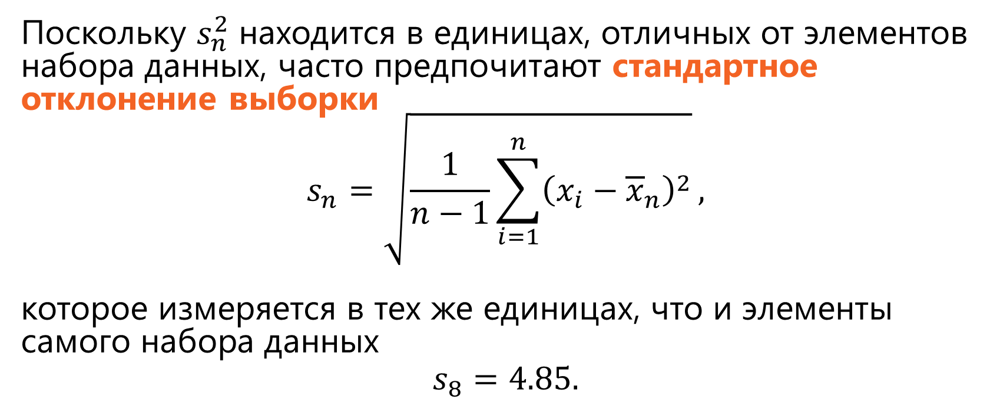 Поскольку $s_n^2$ находится в единицах, отличных от элементов
набора данных, часто предпочитают стандартное
отклонение выборки
$s_n = \sqrt{\frac{1}{n-1}\sum_{i=1}^{n}(x_i - \overline{x}_n)^2}\,,$
которое измеряется в тех же единицах, что и элементы
самого набора данных
$s_8 = 4.85.$